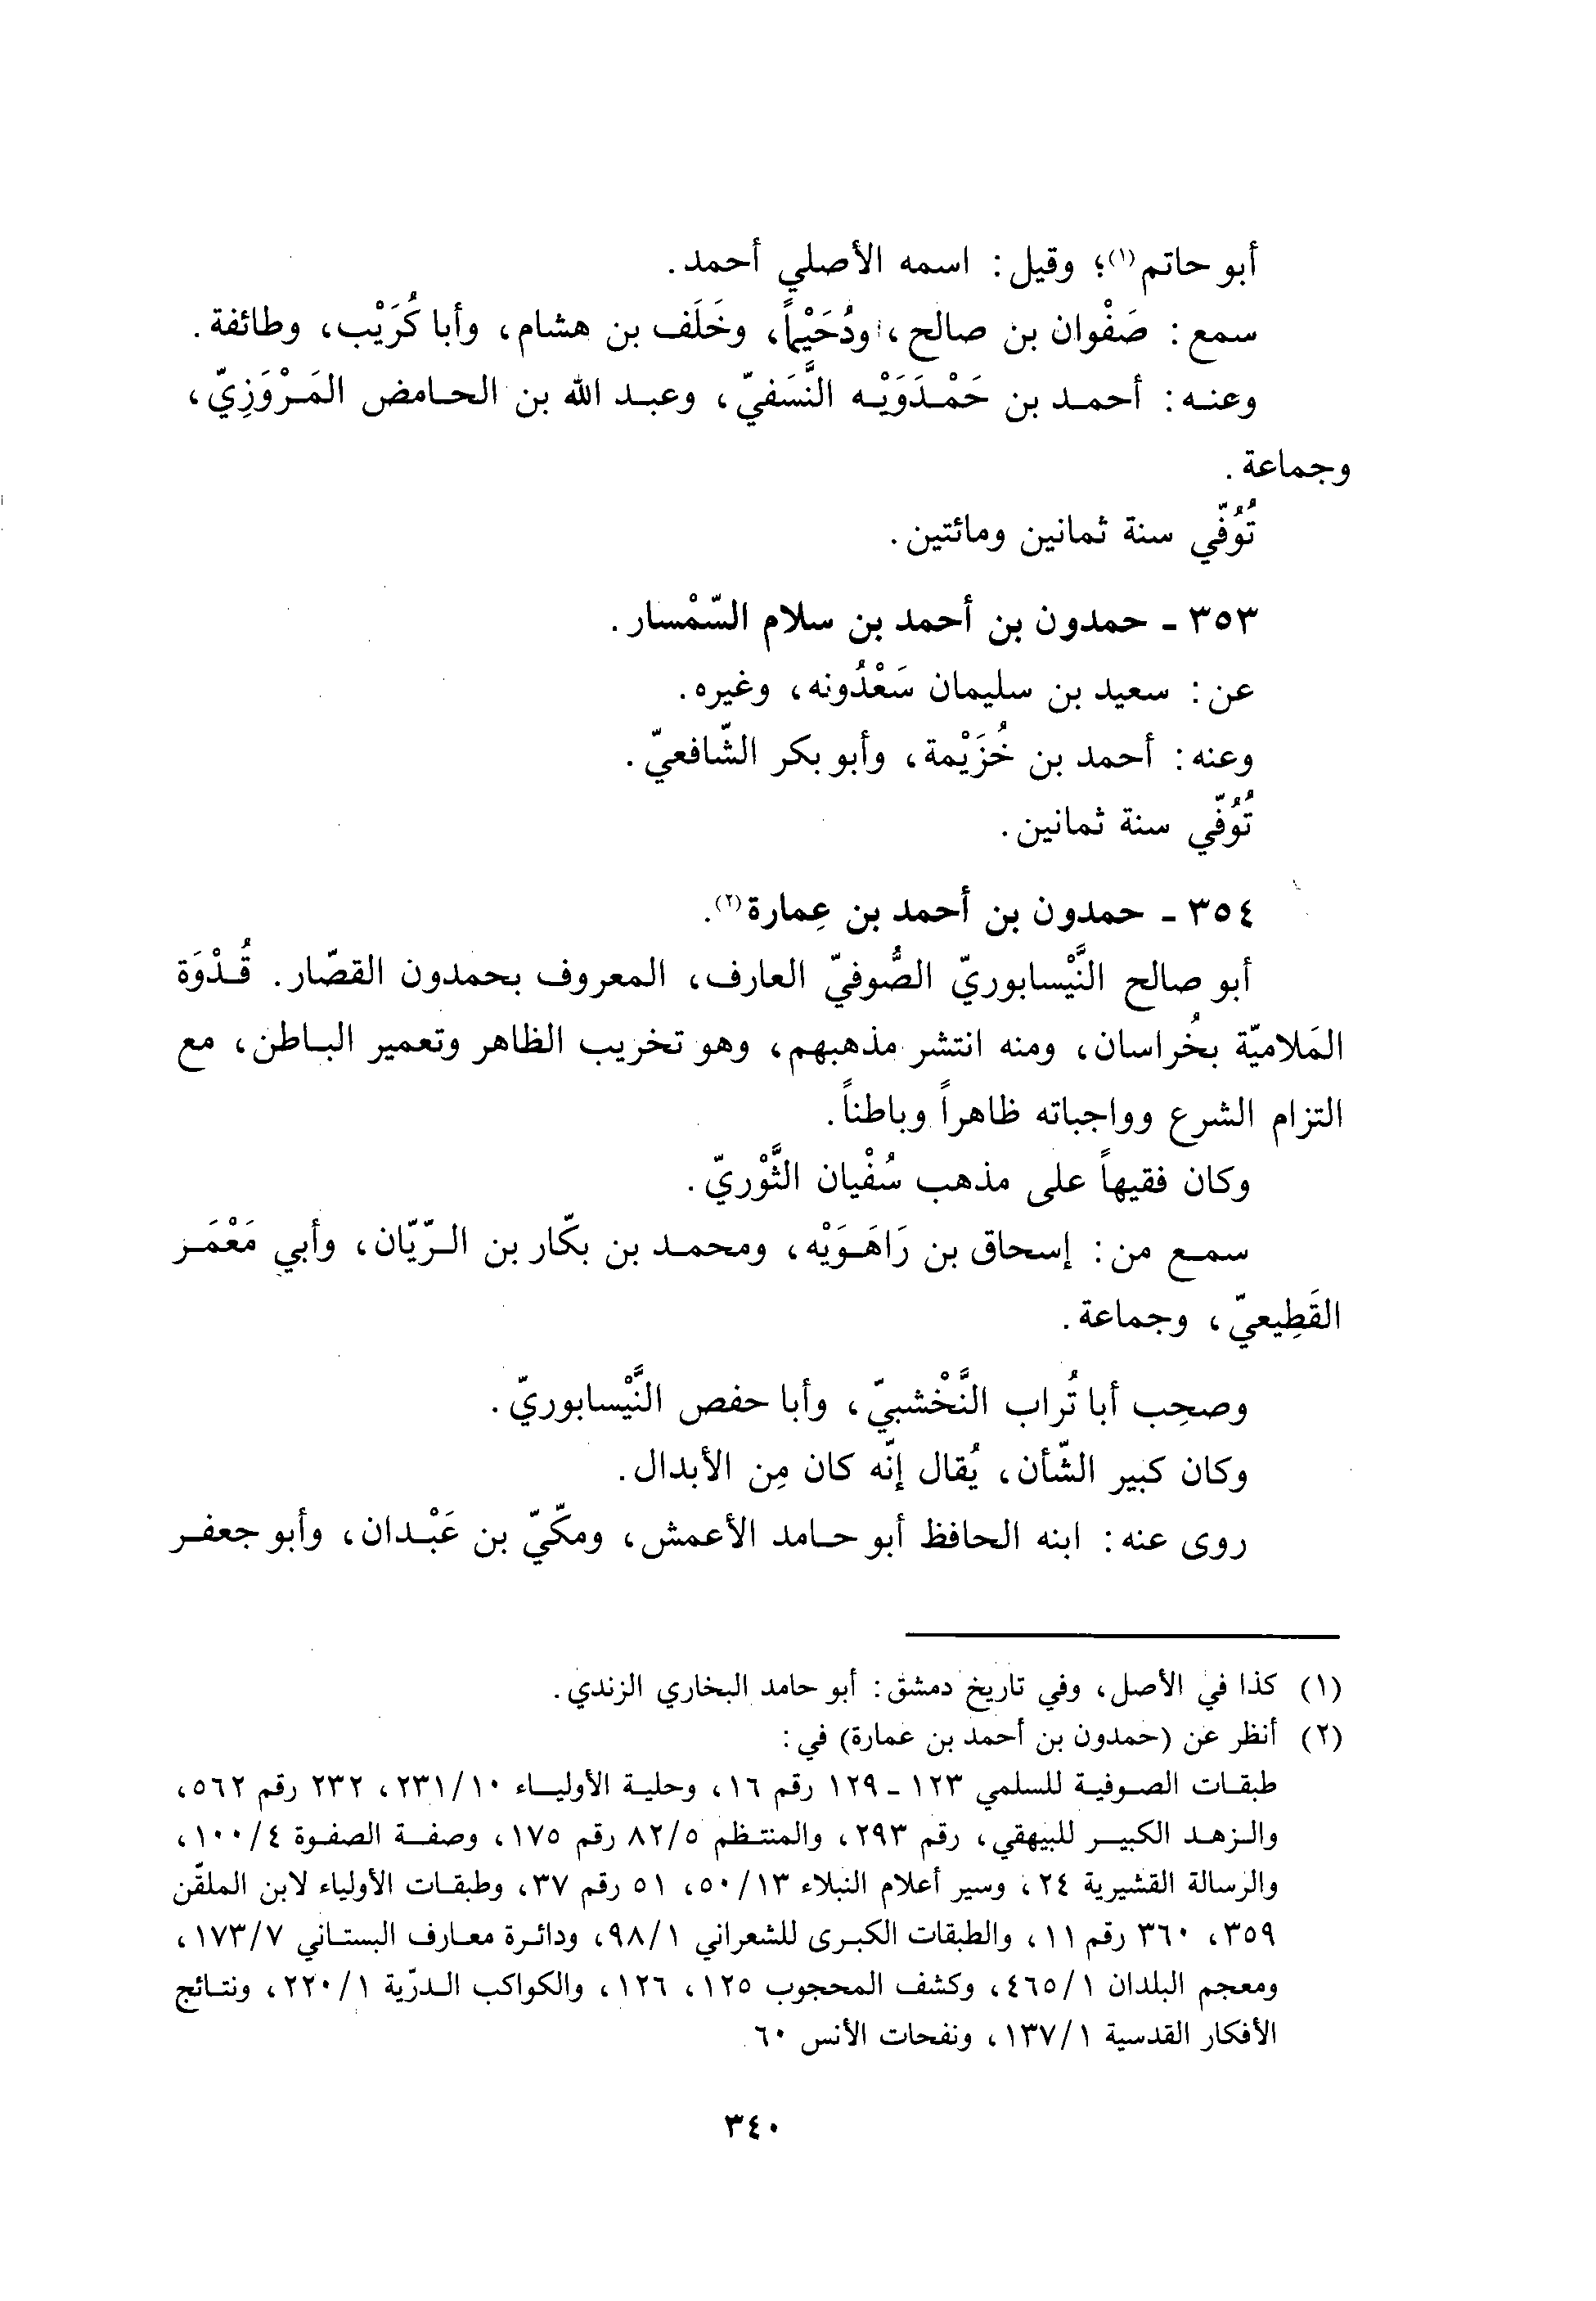 أبو حاتم(١)؛ وقيل: اسمه الأصلي أحمد.
سمع: صَفْوان بن صالح، ودُحَيْماً، وخَلَف بن هشام، وأبا كُرَيْب، وطائفة.
وعنه: أحمد بن حَمْدَوَيْه النَّسَفيّ، وعبد الله بن الحامض المَرْوَزِيّ،
وجماعة.
تُوُفّي سنة ثمانين ومائتين.
٣٥٣ - حمدون بن أحمد بن سلام السّمْسار.
عن: سعيد بن سليمان سَعْدُونه، وغيره.
وعنه: أحمد بن خُزَيْمة، وأبو بكر الشّافعيّ.
تُوُفّي سنة ثمانين.
٣٥٤ - حمدون بن أحمد بن عِمارة(٢).
أبو صالح النَّيْسابوريّ الصُّوفيّ العارف، المعروف بحمدون القصّار. قُدْوَة
المَلاميّة بخُراسان، ومنه انتشر مذهبهم، وهو تخريب الظاهر وتعمير الباطن، مع
التزام الشرع وواجباته ظاهراً وباطناً.
وكان فقيهاً على مذهب سُفْيان الثَّوْريّ.
سمع من: إسحاق بن رَاهَوَيْه، ومحمد بن بكّار بن الرّيّان، وأبي مَعْمَر
القَطِيعيّ، وجماعة.
وصحِب أبا تُراب النَّخْشبيّ، وأبا حفص النَّيْسابوريّ.
وكان كبير الشّأن، يُقال إنّه كان مِن الأبدال.
روى عنه: ابنه الحافظ أبو حامد الأعمش، ومكّيّ بن عَبْدان، وأبو جعفر
(١) كذا في الأصل، وفي تاريخ دمشق: أبو حامد البخاري الزندي.
(٢) أنظر عن (حمدون بن أحمد بن عمارة) في:
طبقات الصوفية للسلمي ١٢٣ - ١٢٩ رقم ١٦، وحلية الأولياء ٢٣١/١٠، ٢٣٢ رقم ٥٦٢،
والزهد الكبير للبيهقي، رقم ٢٩٣، والمنتظم ٨٢/٥ رقم ١٧٥، وصفة الصفوة ١٠٠/٤،
والرسالة القشيرية ٢٤، وسير أعلام النبلاء ٥٠/١٣، ٥١ رقم ٣٧، وطبقات الأولياء لابن الملقّن
٣٥٩، ٣٦٠ رقم ١١، والطبقات الكبرى للشعراني ٩٨/١، ودائرة معارف البستاني ١٧٣/٧،
ومعجم البلدان ٤٦٥/١، وكشف المحجوب ١٢٥، ١٢٦، والكواكب الدرّية ٢٢٠/١، ونتائج
الأفكار القدسية ١٣٧/١، ونفحات الأنس ٦٠.
٣٤٠